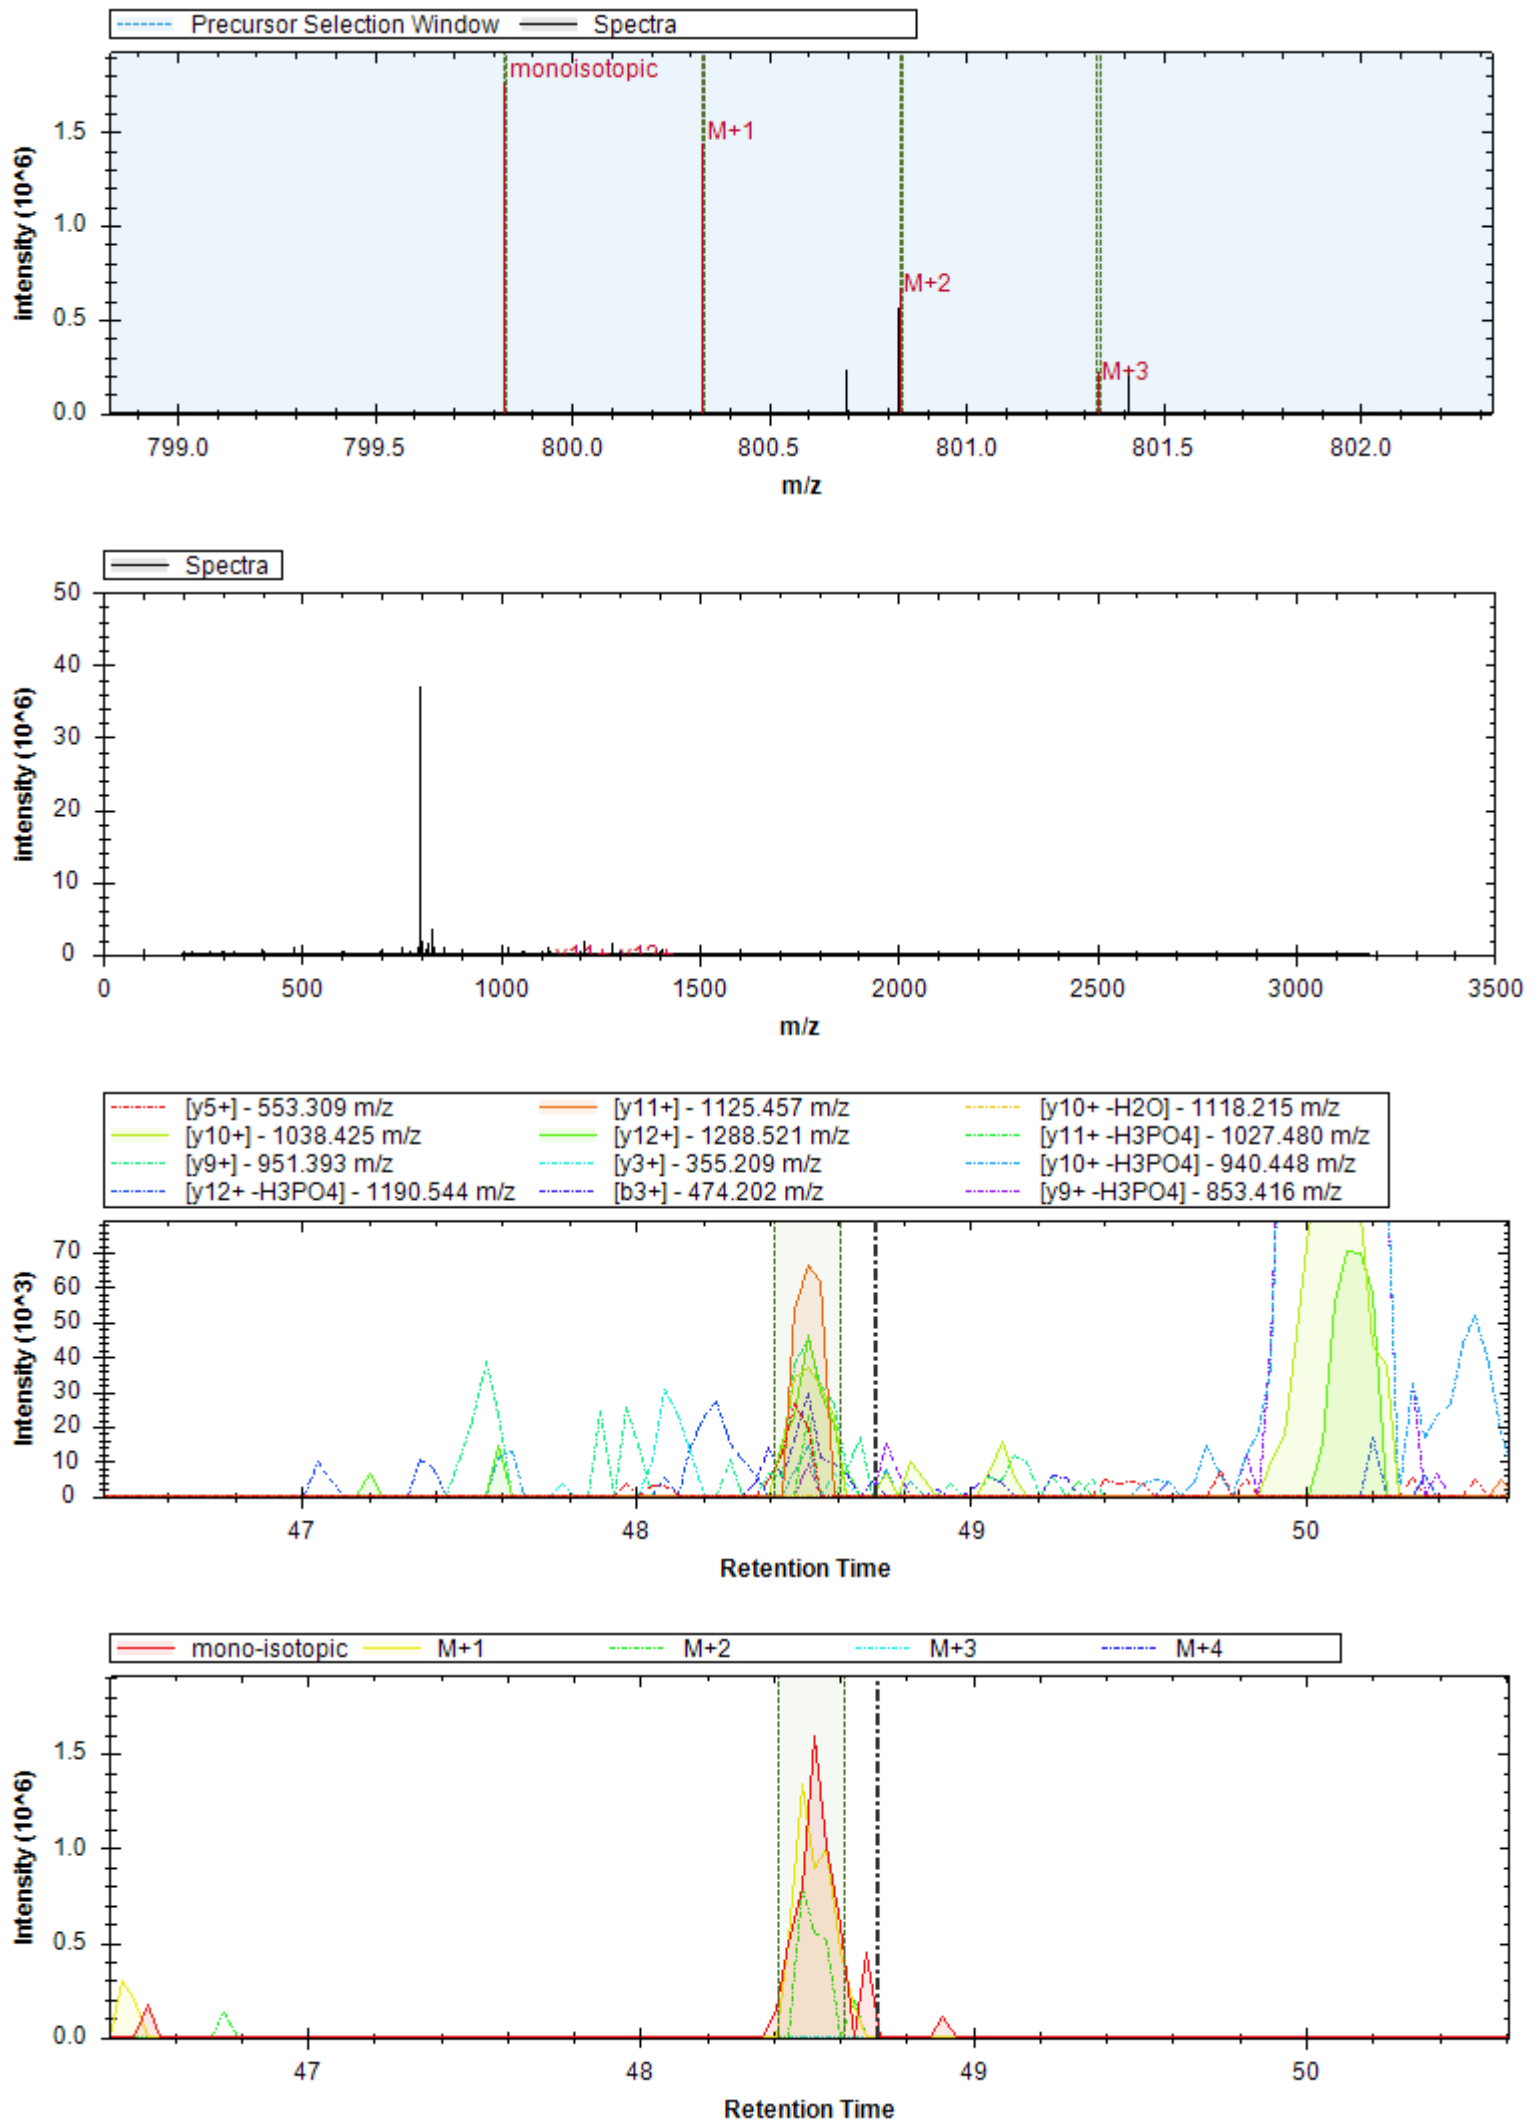 Precursor Selection Window Spectra
monoisotopic
M+1
M+2
M+3
intensity (10^6)
1.5
1.0
0.5
0.0
799.0 799.5 800.0 800.5 801.0 801.5 802.0
m/z
Spectra
intensity (10^6)
50
40
30
20
10
0
y11+ y12+
0 500 1000 1500 2000 2500 3000 3500
m/z
[y5+] - 553.309 m/z [y11+] - 1125.457 m/z [y10+ -H2O] - 1118.215 m/z
[y10+] - 1038.425 m/z [y12+] - 1288.521 m/z [y11+ -H3PO4] - 1027.480 m/z
[y9+] - 951.393 m/z [y3+] - 355.209 m/z [y10+ -H3PO4] - 940.448 m/z
[y12+ -H3PO4] - 1190.544 m/z [b3+] - 474.202 m/z [y9+ -H3PO4] - 853.416 m/z
Intensity (10^3)
70
60
50
40
30
20
10
0
47 48 49 50
Retention Time
mono-isotopic M+1 M+2 M+3 M+4
Intensity (10^6)
1.5
1.0
0.5
0.0
47 48 49 50
Retention Time